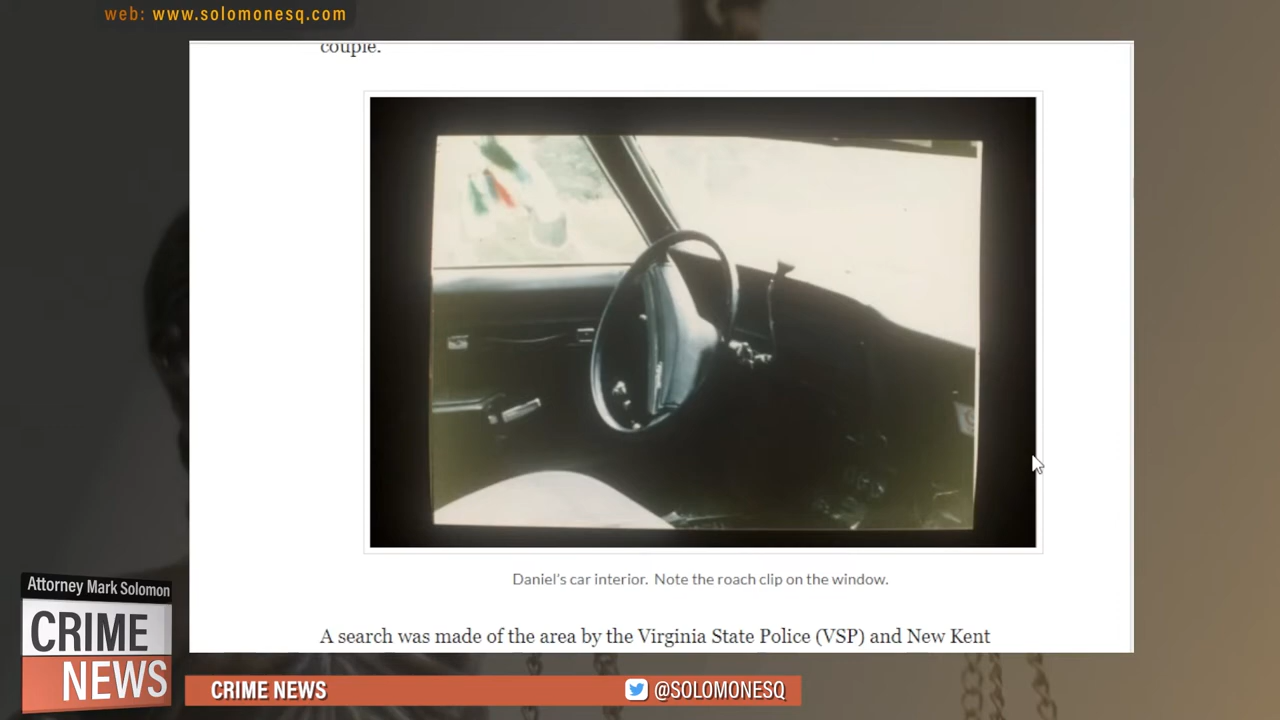 web: www.solomonesq.com
couple.
Daniel's car interior. Note the roach clip on the window.
A search was made of the area by the Virginia State Police (VSP) and New Kent
Attorney Mark Solomon
CRIME
NEWS
CRIME NEWS
@SOLOMONESQ